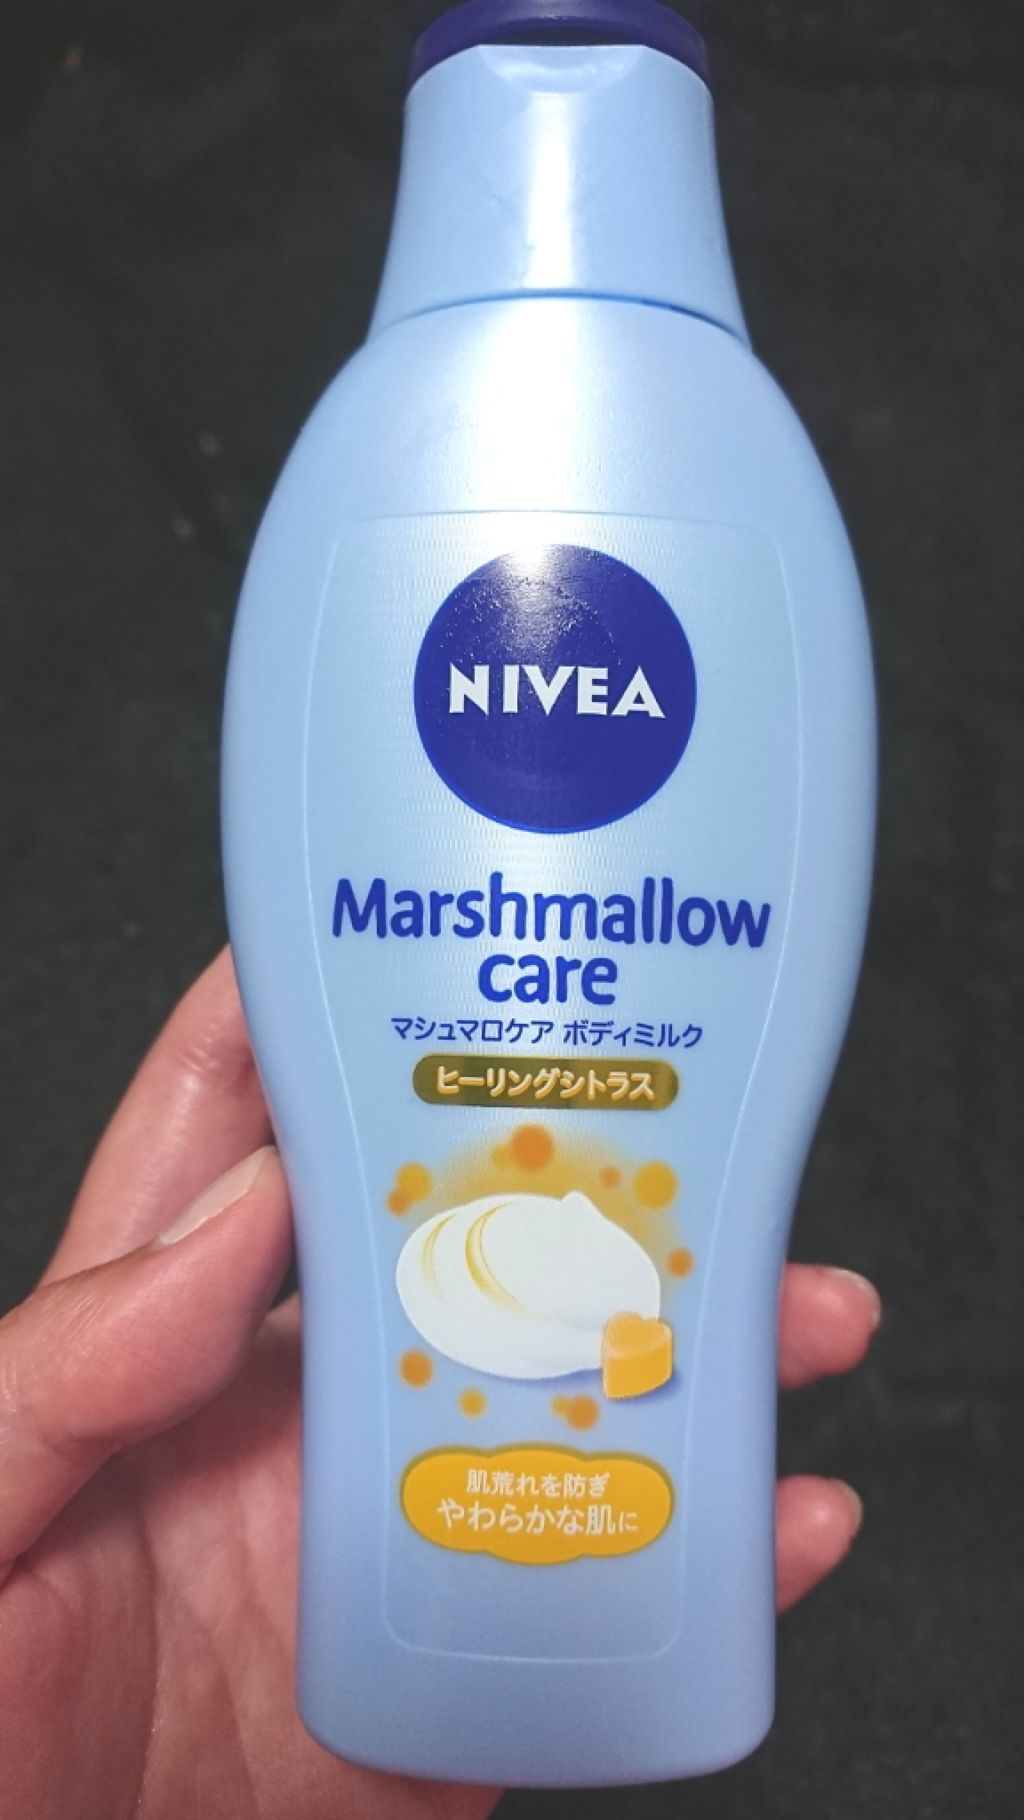 NIVEA
Marshmallow
care
マシュマロケア ボディミルク
ヒーリングシトラス
肌荒れを防ぎ
やわらかな肌に